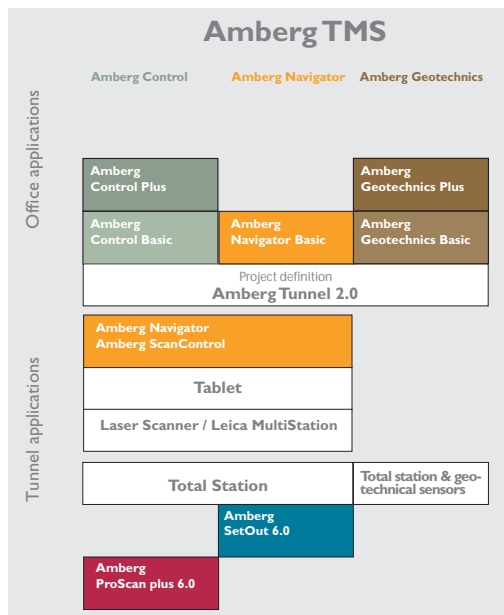 Amberg TMS
Amberg Control
Amberg Navigator
Amberg Geotechnics
Office applications
Amberg
Control Plus
Amberg
Geotechnics Plus
Amberg
Control Basic
Amberg
Navigator Basic
Amberg
Geotechnics Basic
Project definition
Amberg Tunnel 2.0
Tunnel applications
Amberg Navigator
Amberg ScanControl
Tablet
Laser Scanner / Leica MultiStation
Total Station
Total station & geo-
technical sensors
Amberg
SetOut 6.0
Amberg
ProScan plus 6.0